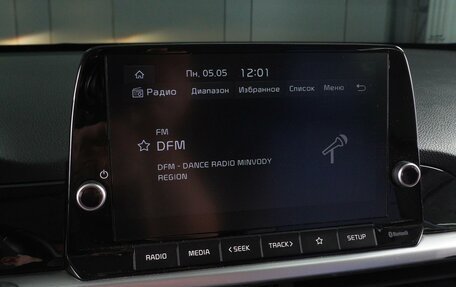 Пн, 05.05 12:01
Радио Диапазон Избранное Список Меню
FM
DFM
DFM - DANCE RADIO MINVODY
REGION
RADIO MEDIA < SEEK TRACK > SETUP
Bluetooth